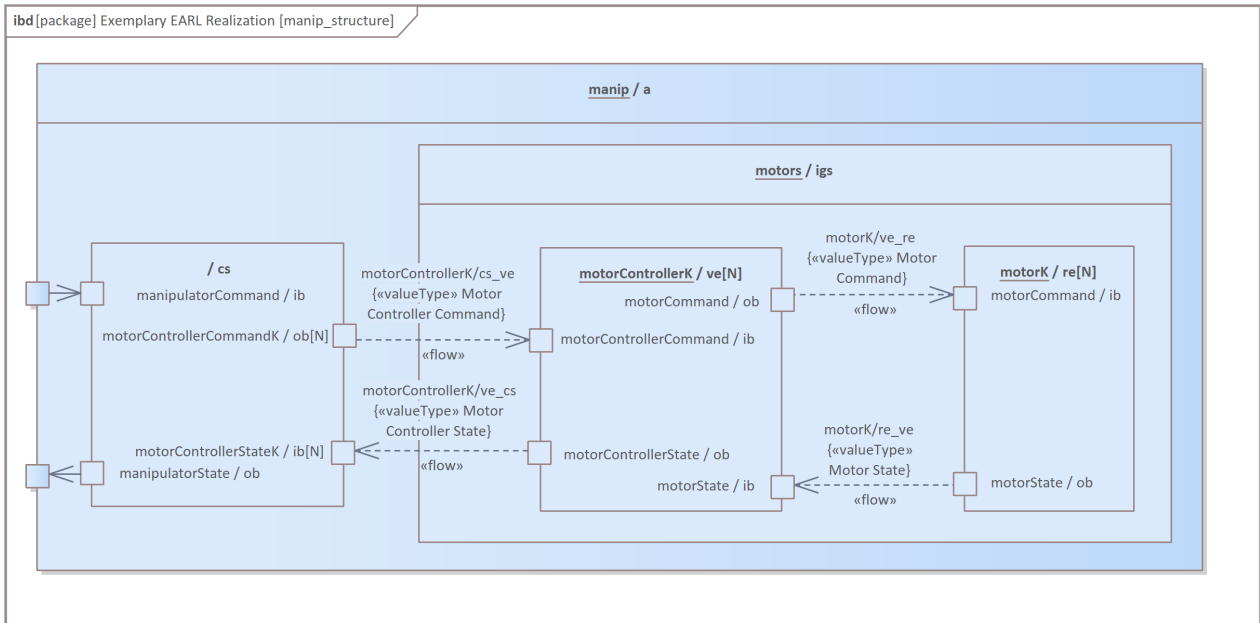 ibd [package] Exemplary EARL Realization [manip_structure]
manip / a
motors / igs
/ cs
manipulatorCommand / ib
motorControllerCommandK / ob[N]
motorControllerStateK / ib[N]
manipulatorState / ob
motorControllerK/cs_ve
{«valueType» Motor
Controller Command}
«flow»
motorControllerK/ve_cs
{«valueType» Motor
Controller State}
«flow»
motorControllerK / ve[N]
motorCommand / ob
motorControllerCommand / ib
motorControllerState / ob
motorState / ib
motorK/ve_re
{«valueType» Motor
Command}
«flow»
motorK/re_ve
{«valueType»
Motor State}
«flow»
motorK / re[N]
motorCommand / ib
motorState / ob